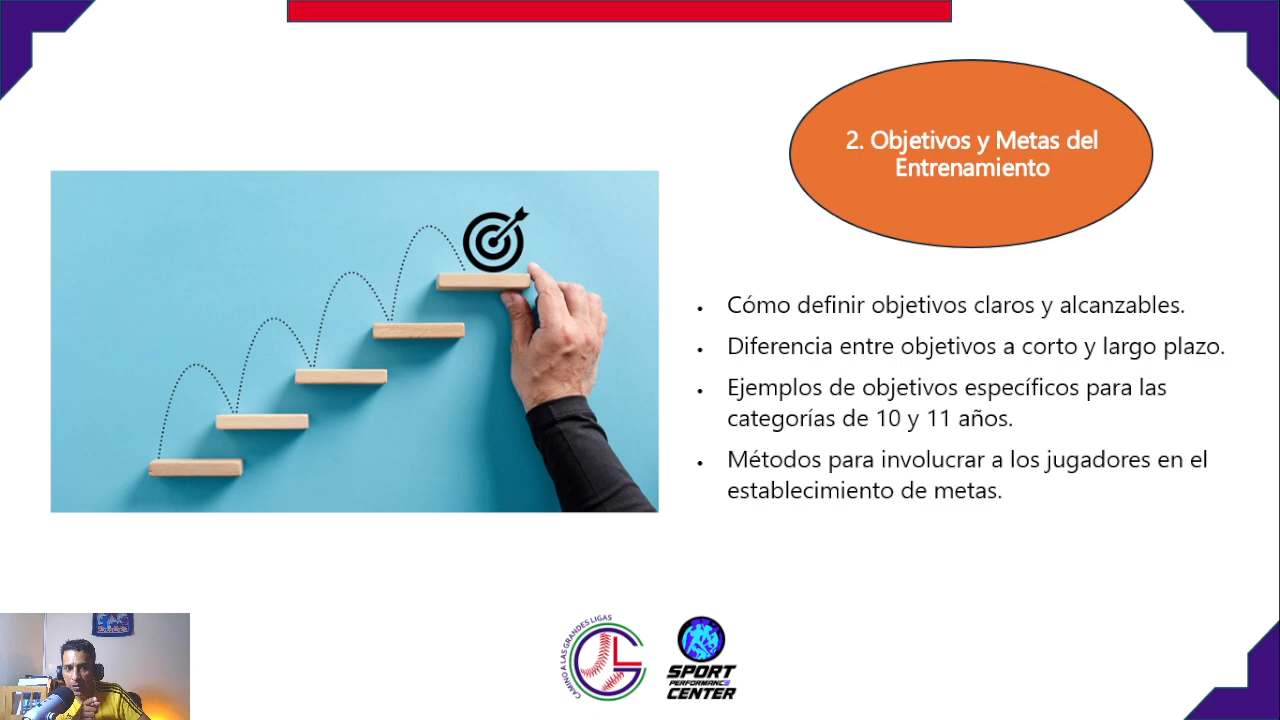 2. Objetivos y Metas del
Entrenamiento
• Cómo definir objetivos claros y alcanzables.
• Diferencia entre objetivos a corto y largo plazo.
• Ejemplos de objetivos específicos para las
categorías de 10 y 11 años.
• Métodos para involucrar a los jugadores en el
establecimiento de metas.
CAMINO A LAS GRANDES LIGAS
SPORT
PERFORMANCE
CENTER